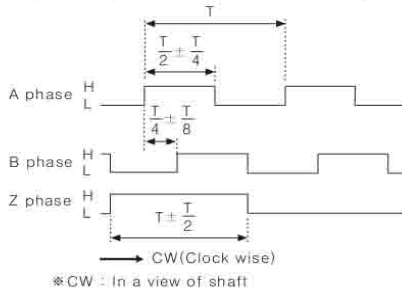 T
T/2 ± T/4
A phase H
L
T/4 ± T/8
B phase H
L
Z phase H
L
T ± T/2
CW(Clock wise)
※CW : In a view of shaft